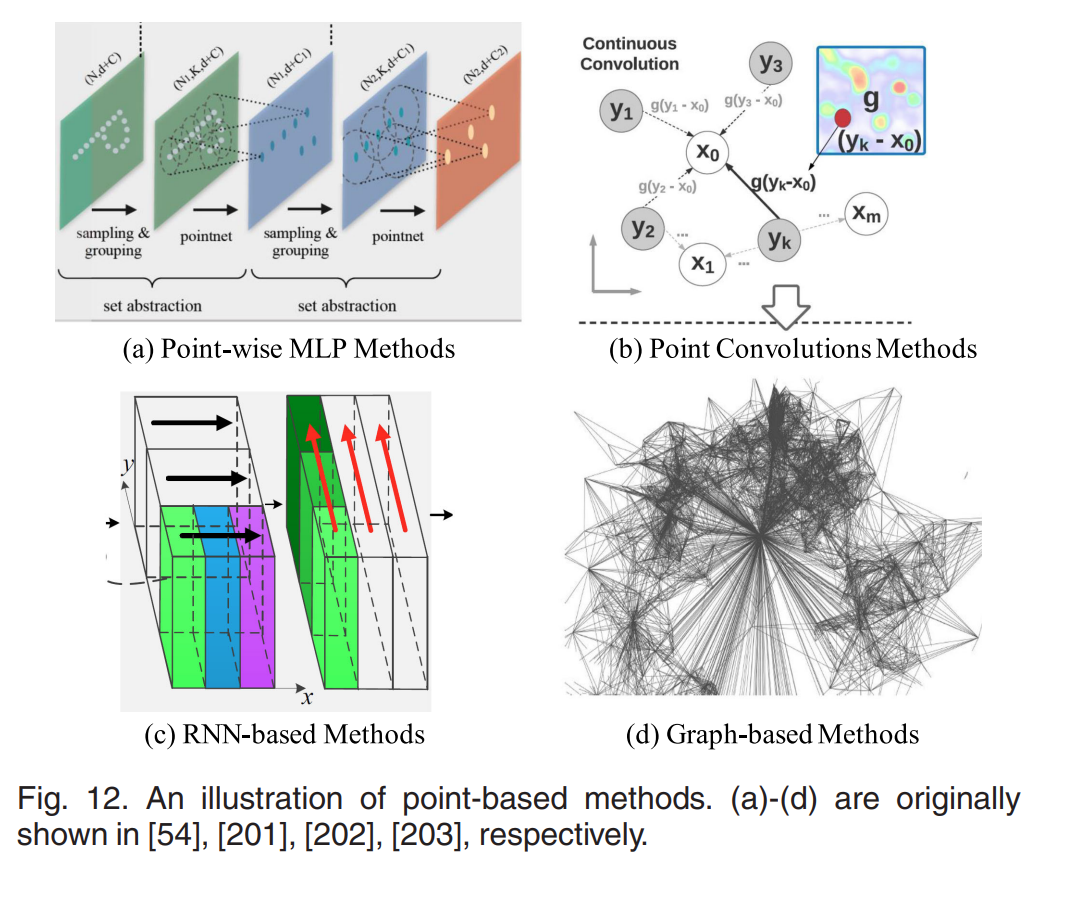 (N,d+C)
(N₁,K,d+C)
(N₁,d+C₁)
(N₂,K,d+C₁)
(N₂,d+C₂)
sampling &
grouping
pointnet
sampling &
grouping
pointnet
set abstraction
set abstraction
(a) Point-wise MLP Methods
Continuous
Convolution
y₃
y₁
g(y₁ - x₀)
g(y₃ - x₀)
g
(yₖ - x₀)
x₀
g(y₂ - x₀)
g(yₖ-x₀)
y₂
...
yₖ
...
xₘ
x₁
...
(b) Point Convolutions Methods
y
x
(c) RNN-based Methods
(d) Graph-based Methods
Fig. 12. An illustration of point-based methods. (a)-(d) are originally
shown in [54], [201], [202], [203], respectively.